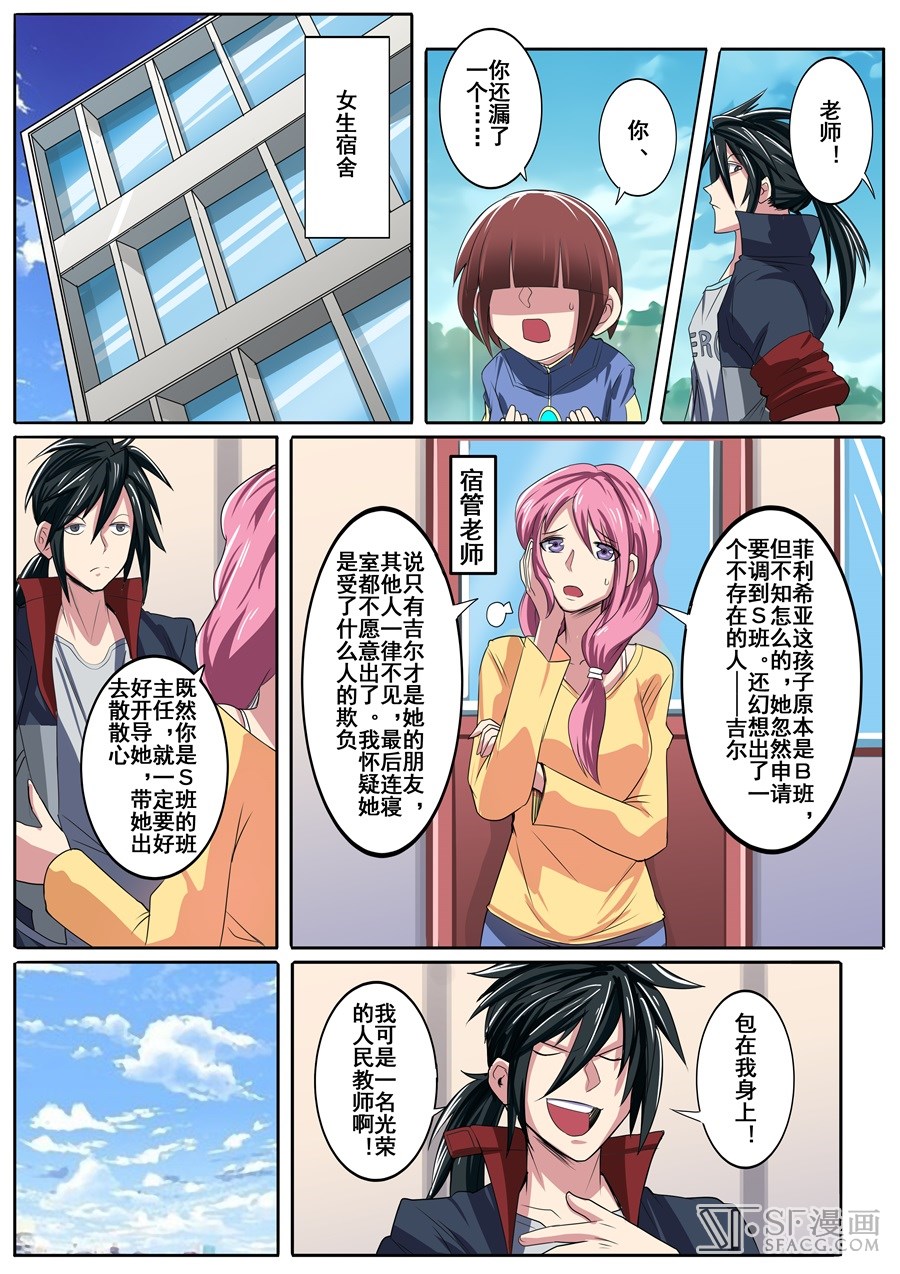 老师！
你、
你还漏了
一个……
女生宿舍
ERO
宿管老师
菲利希亚这孩子原本是B班，
但不知怎么的，她忽然申请
要调到S班。还幻想出了一
个不存在的人——吉尔
说只有吉尔才是她的朋友，
其他人一律不见，最后连寝
室都不愿意出了。我怀疑她
是受了什么人的欺负
既然你是S班的班
主任，就一定要好
好开导她，带她出
去散散心
包在我身上！
我可是一名光荣
的人民教师啊！
SF漫画
SFACG.COM